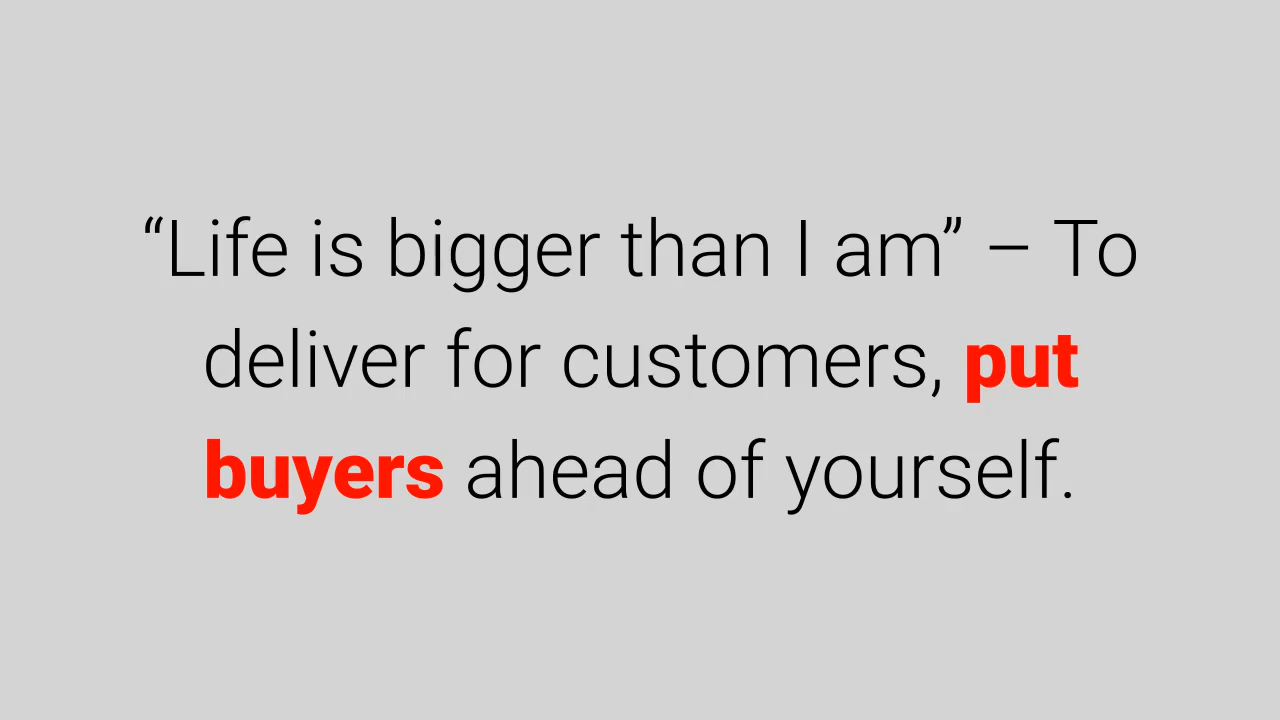 “Life is bigger than I am” – To
deliver for customers, put
buyers ahead of yourself.